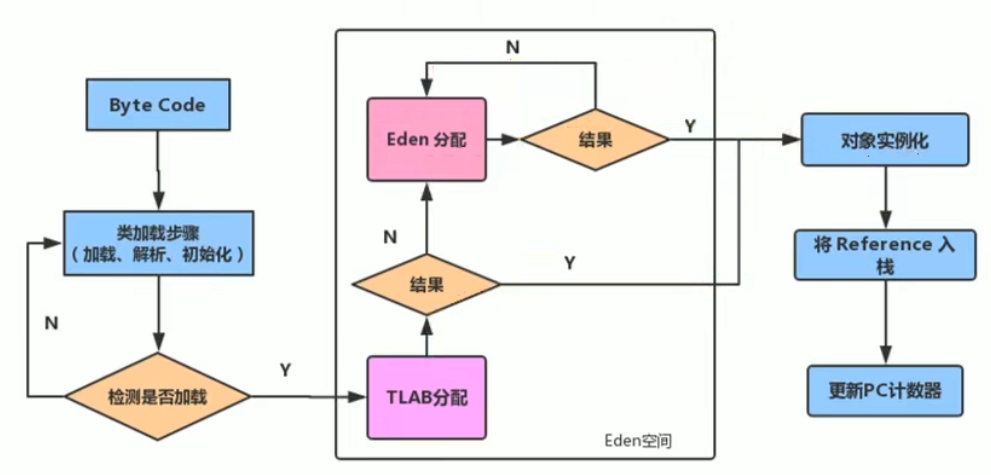 Byte Code
类加载步骤
（加载、解析、初始化）
N
检测是否加载
Y
N
Eden 分配
结果
Y
N
结果
Y
TLAB分配
Eden空间
对象实例化
将 Reference 入
栈
更新PC计数器